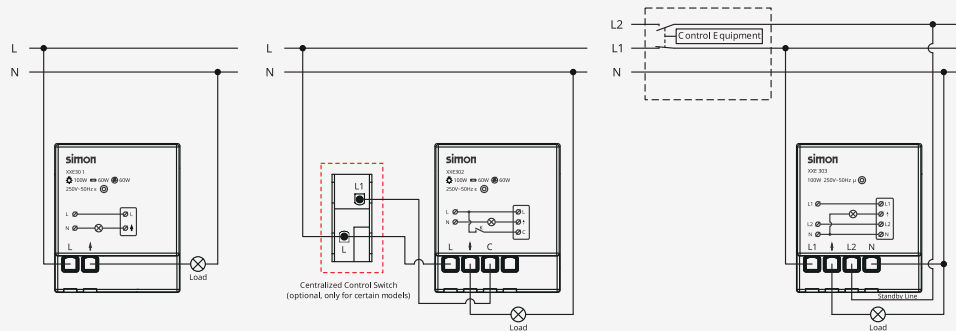 L
N
simon
XXE301
100W 60W 60W
250V~50Hz ε
L L
N
L
Load
L
N
L1
L
Centralized Control Switch
(optional, only for certain models)
simon
XXE302
100W 60W 60W
250V~50Hz ε
L L
N
K C
L C
Load
L2
L1
N
Control Equipment
simon
XXE 303
100W 250V~50Hz μ
L1 L1
L2 L2
N N
L1 L2 N
Standby Line
Load